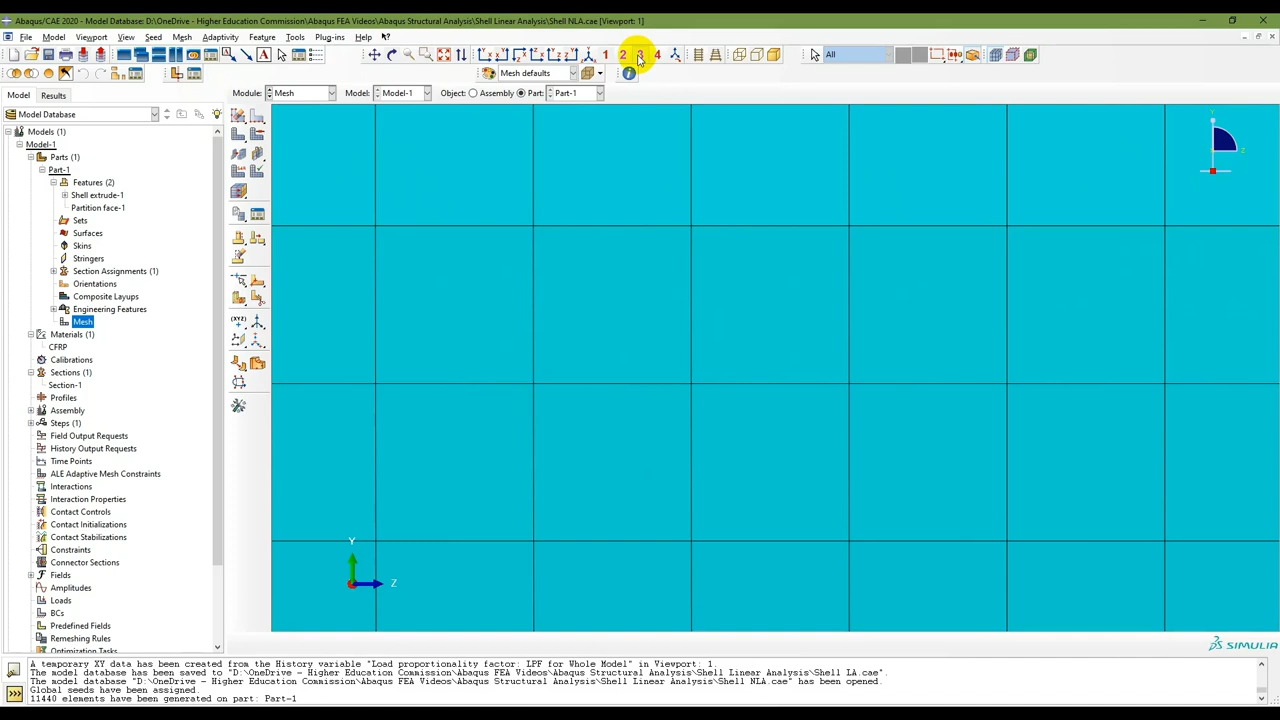 Abaqus/CAE 2020 - Model Database: D:\OneDrive - Higher Education Commission\Abaqus FEA Videos\Abaqus Structural Analysis\Shell Linear Analysis\Shell NLA.cae [Viewport: 1]
File Model Viewport View Seed Mesh Adaptivity Feature Tools Plug-ins Help
1 2 3 4 All
Mesh defaults
Model Results Module: Mesh Model: Model-1 Object: Assembly Part: Part-1
Model Database
Models (1)
Model-1
Parts (1)
Part-1
Features (2)
Shell extrude-1
Partition face-1
Sets
Surfaces
Skins
Stringers
Section Assignments (1)
Orientations
Composite Layups
Engineering Features
Mesh
Materials (1)
CFRP
Calibrations
Sections (1)
Section-1
Profiles
Assembly
Steps (1)
Field Output Requests
History Output Requests
Time Points
ALE Adaptive Mesh Constraints
Interactions
Interaction Properties
Contact Controls
Contact Initializations
Contact Stabilizations
Constraints
Connector Sections
Fields
Amplitudes
Loads
BCs
Predefined Fields
Remeshing Rules
Optimization Tasks
Y
Z
SIMULIA
A temporary XY data has been created from the History variable "Load proportionality factor: LPF for Whole Model" in Viewport: 1.
The model database has been saved to "D:\OneDrive - Higher Education Commission\Abaqus FEA Videos\Abaqus Structural Analysis\Shell Linear Analysis\Shell LA.cae".
The model database "D:\OneDrive - Higher Education Commission\Abaqus FEA Videos\Abaqus Structural Analysis\Shell Linear Analysis\Shell NLA.cae" has been opened.
Global seeds have been assigned.
11440 elements have been generated on part: Part-1